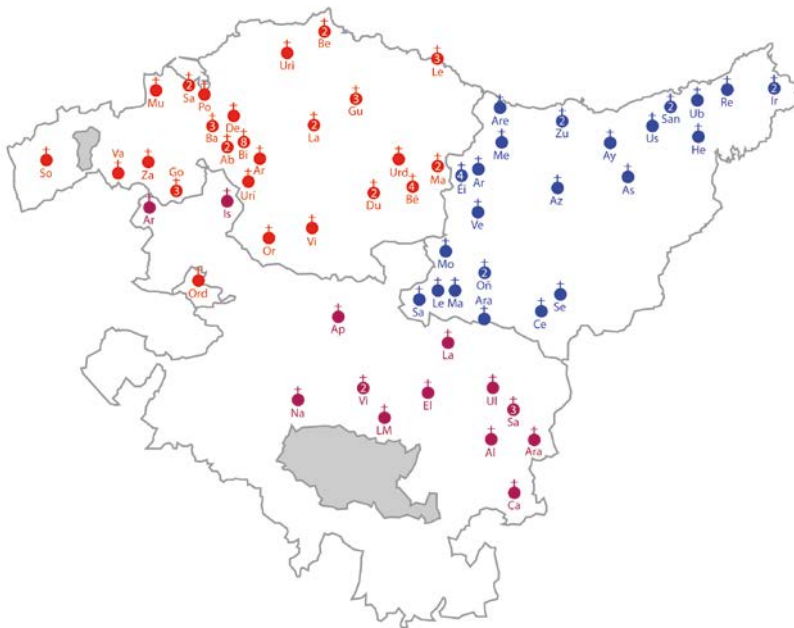 2
Be
Uri
3
Le
Mu
2
Sa
Po
3
Gu
De
3
Ba
2
La
2
Ab
8
Bi
Ar
So
Va
Za
Go
3
Uri
Urd
2
Ma
2
Du
4
Bé
Ar
Is
Or
Vi
Ord
Are
2
Zu
Me
2
San
Ub
Re
2
Ir
Us
He
Ay
As
4
Ei
Ar
Az
Ve
Mo
2
Oñ
Sa
Le
Ma
Ara
Se
Ce
Ap
La
Na
2
Vi
LM
El
Ul
3
Sa
Al
Ara
Ca